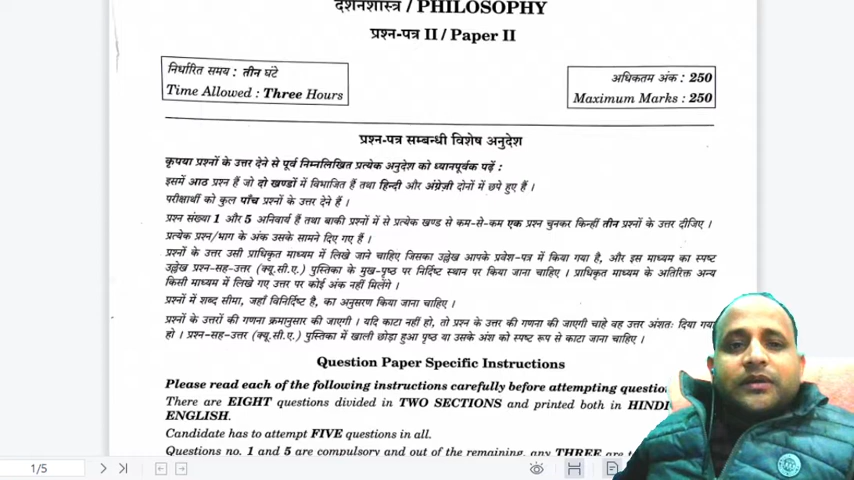 दर्शनशास्त्र / PHILOSOPHY
प्रश्न-पत्र II / Paper II
निर्धारित समय : तीन घंटे
Time Allowed : Three Hours
अधिकतम अंक : 250
Maximum Marks : 250
प्रश्न-पत्र सम्बन्धी विशेष अनुदेश
कृपया प्रश्नों के उत्तर देने से पूर्व निम्नलिखित प्रत्येक अनुदेश को ध्यानपूर्वक पढ़ें :
इसमें आठ प्रश्न हैं जो दो खण्डों में विभाजित हैं तथा हिन्दी और अंग्रेज़ी दोनों में छपे हुए हैं ।
परीक्षार्थी को कुल पाँच प्रश्नों के उत्तर देने हैं ।
प्रश्न संख्या 1 और 5 अनिवार्य हैं तथा बाकी प्रश्नों में से प्रत्येक खण्ड से कम-से-कम एक प्रश्न चुनकर किन्हीं तीन प्रश्नों के उत्तर दीजिए ।
प्रत्येक प्रश्न/भाग के अंक उसके सामने दिए गए हैं ।
प्रश्नों के उत्तर उसी प्राधिकृत माध्यम में लिखे जाने चाहिए जिसका उल्लेख आपके प्रवेश-पत्र में किया गया है, और इस माध्यम का स्पष्ट
उल्लेख प्रश्न-सह-उत्तर (क्यू.सी.ए.) पुस्तिका के मुख-पृष्ठ पर निर्दिष्ट स्थान पर किया जाना चाहिए । प्राधिकृत माध्यम के अतिरिक्त अन्य
किसी माध्यम में लिखे गए उत्तर पर कोई अंक नहीं मिलेंगे ।
प्रश्नों में शब्द सीमा, जहाँ विनिर्दिष्ट है, का अनुसरण किया जाना चाहिए ।
प्रश्नों के उत्तरों की गणना क्रमानुसार की जाएगी । यदि काटा नहीं हो, तो प्रश्न के उत्तर की गणना की जाएगी चाहे वह उत्तर अंशतः दिया गया
हो । प्रश्न-सह-उत्तर (क्यू.सी.ए.) पुस्तिका में खाली छोड़ा हुआ पृष्ठ या उसके अंश को स्पष्ट रूप से काटा जाना चाहिए ।
Question Paper Specific Instructions
Please read each of the following instructions carefully before attempting
There are EIGHT questions divided in TWO SECTIONS and printed both in HINDI
ENGLISH.
Candidate has to attempt FIVE questions in all.
Questions no. 1 and 5 are compulsory and out of the remaining, any THREE are
1/5